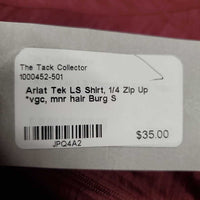 The Tack Collector
1000452-501
Ariat Tek LS Shirt, 1/4 Zip Up
*vgc, mnr hair Burg S
$35.00
JPQ4A2